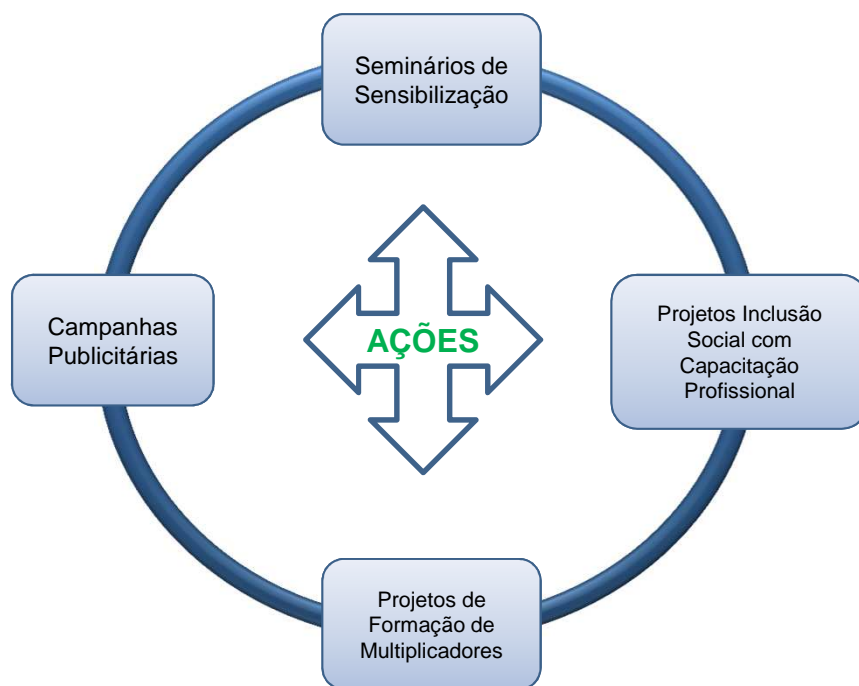 Seminários de
Sensibilização
Campanhas
Publicitárias
AÇÕES
Projetos Inclusão
Social com
Capacitação
Profissional
Projetos de
Formação de
Multiplicadores